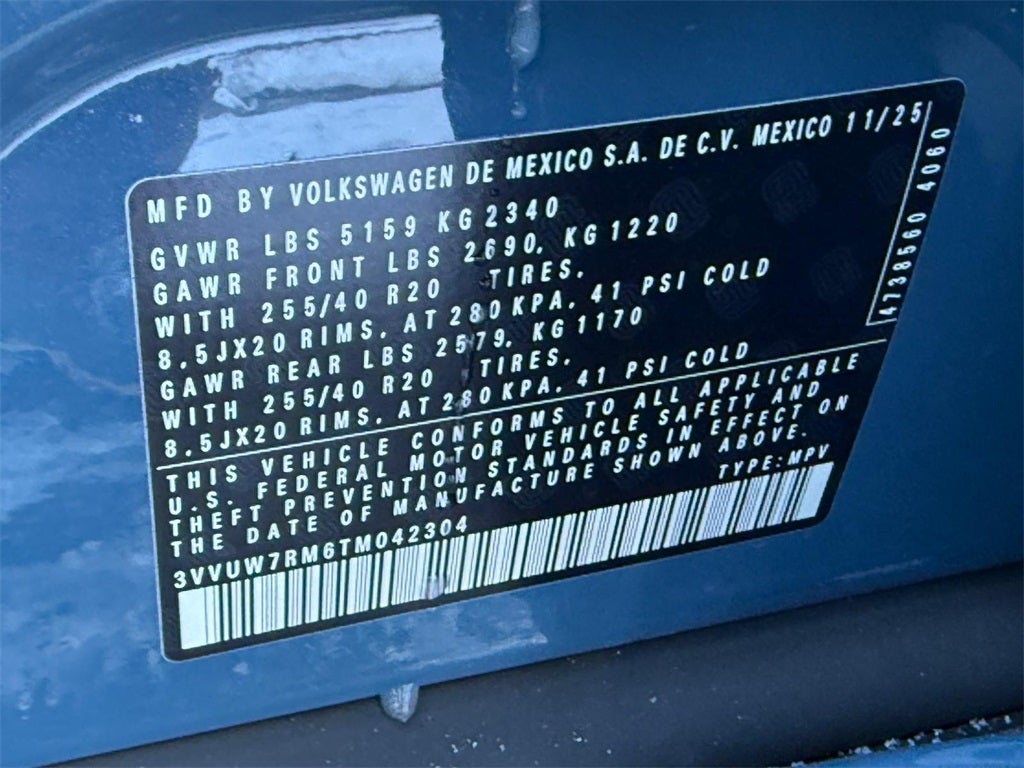 MFD BY VOLKSWAGEN DE MEXICO S.A. DE C.V. MEXICO 11/25
GVWR LBS 5159 KG 2340
GAWR FRONT LBS 2690. KG1220
WITH 255/40 R20 TIRES.
8.5JX20 RIMS. AT 280 KPA. 41 PSI COLD
GAWR REAR LBS 2579. KG1170
WITH 255/40 R20 TIRES.
8.5JX20 RIMS. AT 280 KPA. 41 PSI COLD
THIS VEHICLE CONFORMS TO ALL APPLICABLE
U.S. FEDERAL MOTOR VEHICLE SAFETY AND
THEFT PREVENTION STANDARDS IN EFFECT ON
THE DATE OF MANUFACTURE SHOWN ABOVE.
3VVUW7RM6TM042304 TYPE:MPV
4738560 4060